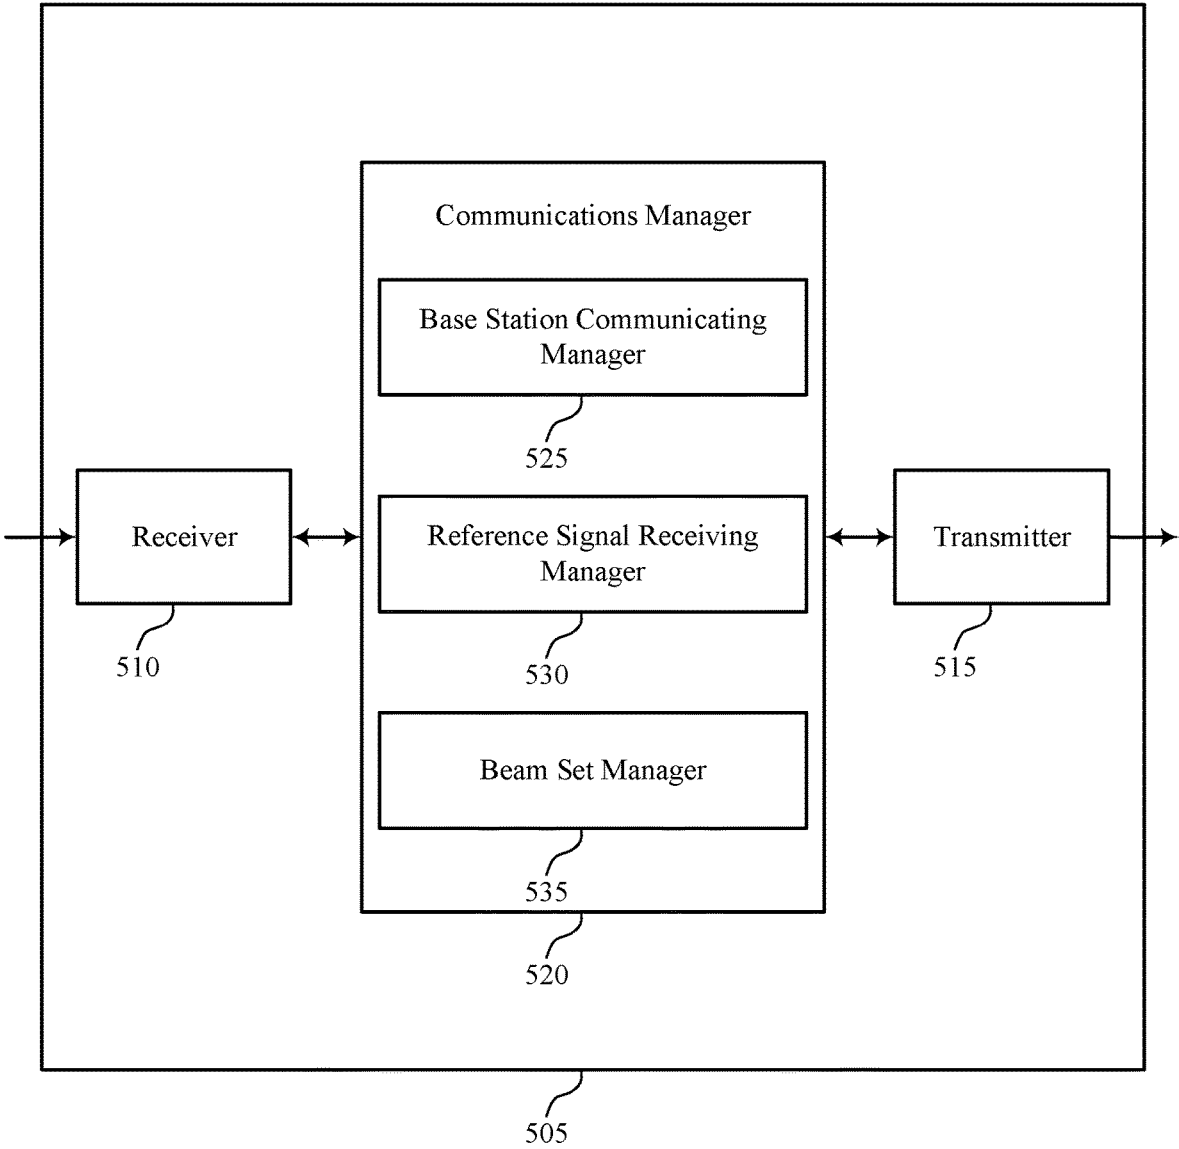 Communications Manager
Base Station Communicating
Manager
525
Receiver
510
Reference Signal Receiving
Manager
530
Transmitter
515
Beam Set Manager
535
520
505